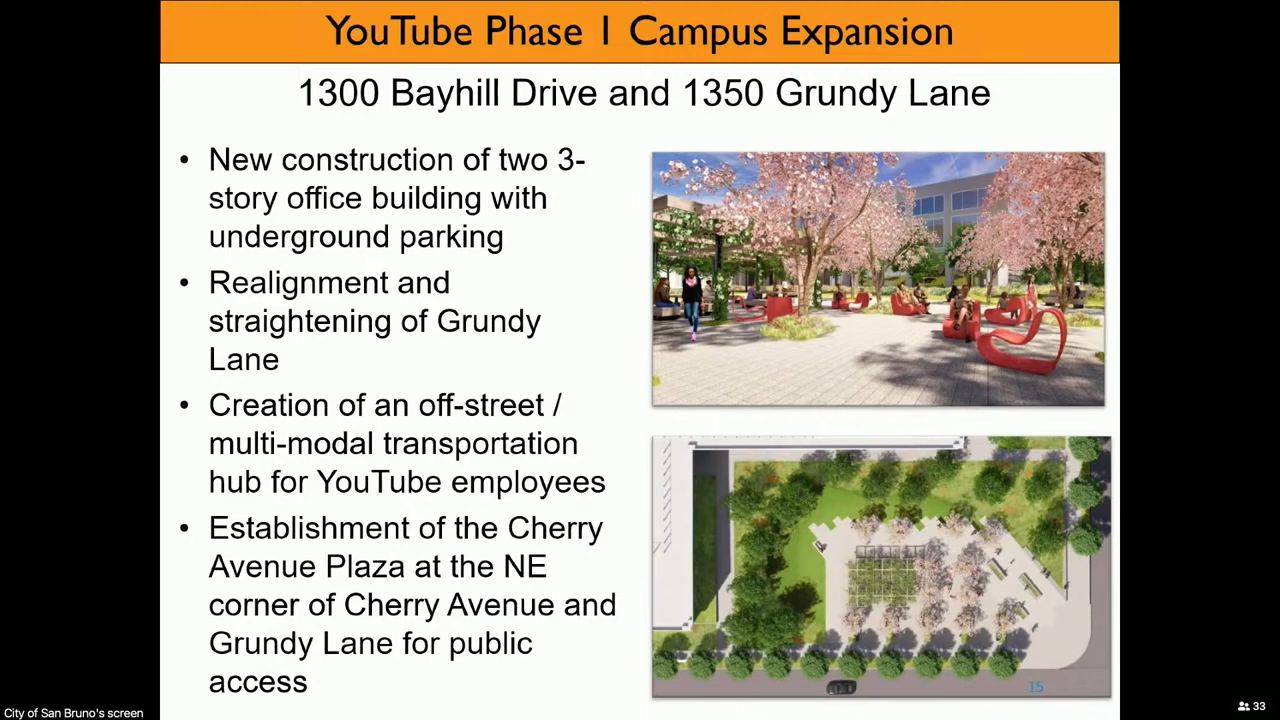 YouTube Phase 1 Campus Expansion
1300 Bayhill Drive and 1350 Grundy Lane
• New construction of two 3-
story office building with
underground parking
• Realignment and
straightening of Grundy
Lane
• Creation of an off-street /
multi-modal transportation
hub for YouTube employees
• Establishment of the Cherry
Avenue Plaza at the NE
corner of Cherry Avenue and
Grundy Lane for public
access
15
City of San Bruno's screen
33